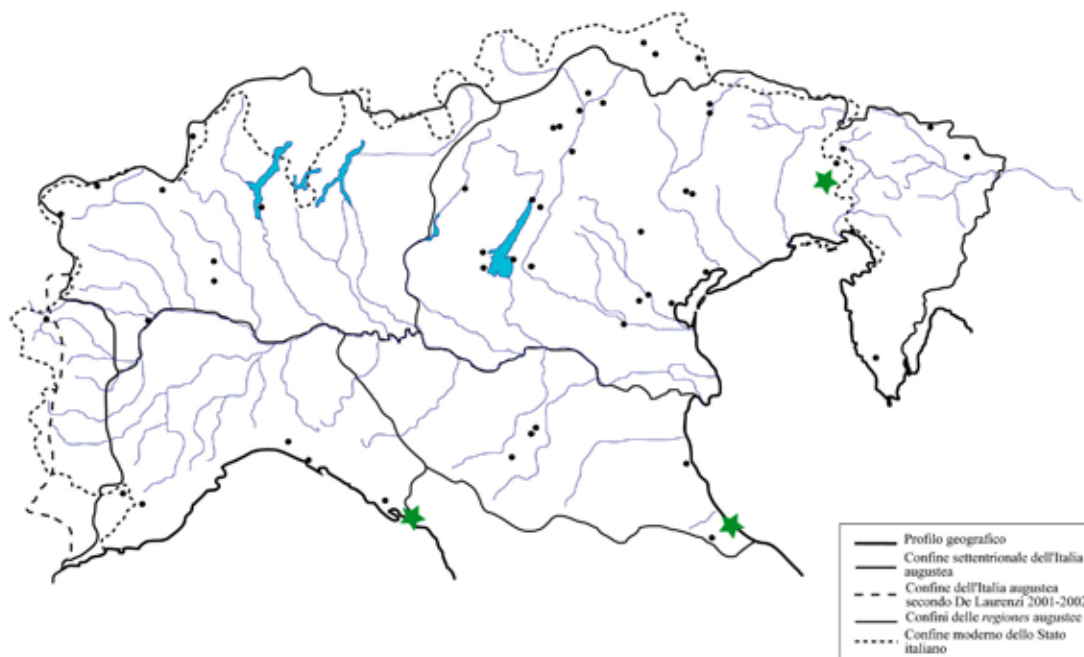 Profilo geografico
Confine settentrionale dell'Italia
augustea
Confine dell'Italia augustea
secondo De Laurenzi 2001-2002
Confini delle regiones augustee
Confine moderno dello Stato
italiano